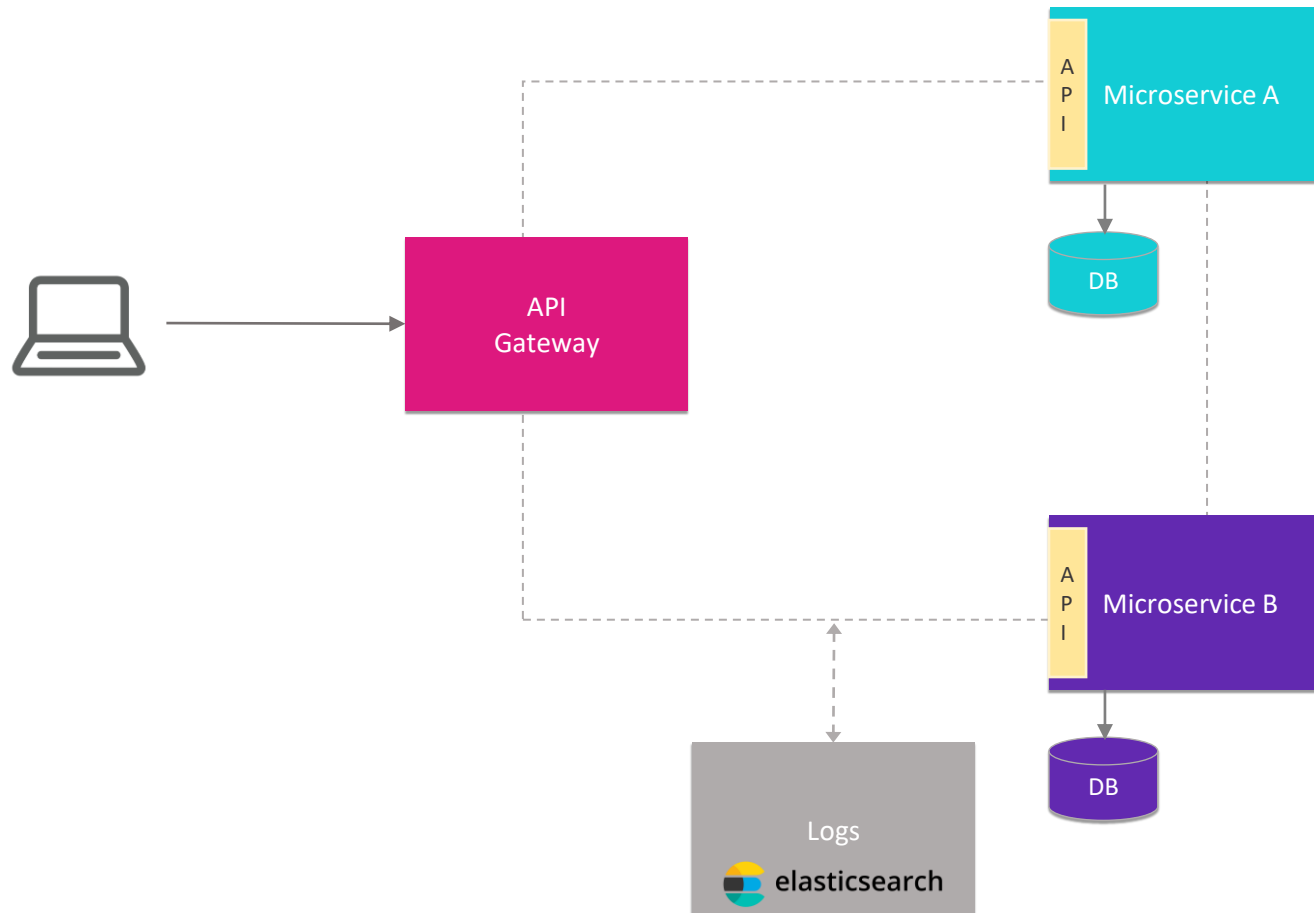 A
P
I
Microservice A
DB
API
Gateway
A
P
I
Microservice B
DB
Logs
elasticsearch